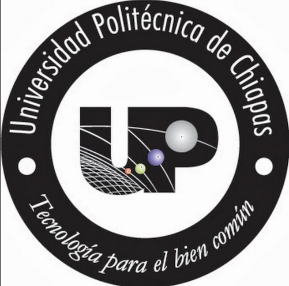 Universidad Politécnica de Chiapas
UP
Tecnología para el bien común